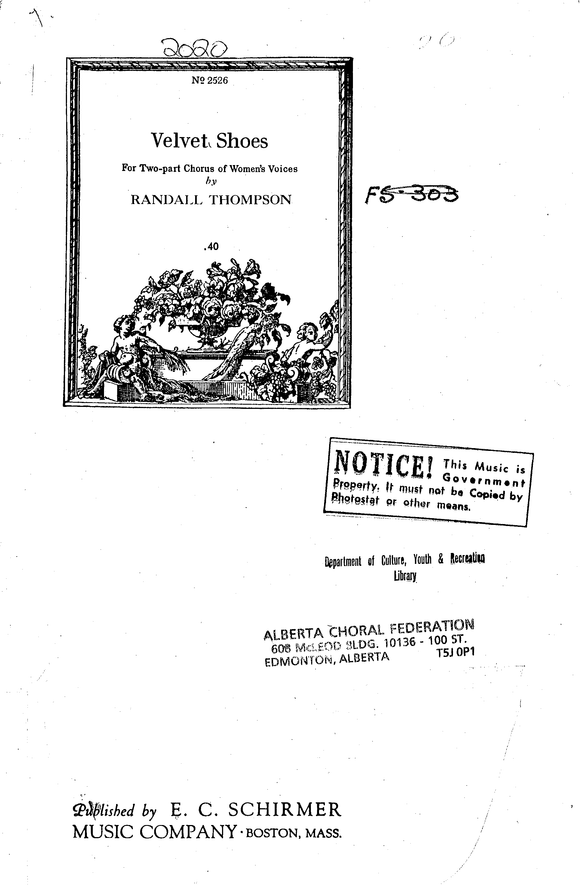 2020
20
Nº 2526
Velvet Shoes
For Two-part Chorus of Women's Voices
by
RANDALL THOMPSON
FS-303
.40
NOTICE! This Music is
Government
Property. It must not be Copied by
Photostat or other means.
Department of Culture, Youth & Recreation
Library
ALBERTA CHORAL FEDERATION
608 McLEOD BLDG. 10136 - 100 ST.
EDMONTON, ALBERTA T5J 0P1
Published by E. C. SCHIRMER
MUSIC COMPANY · BOSTON, MASS.